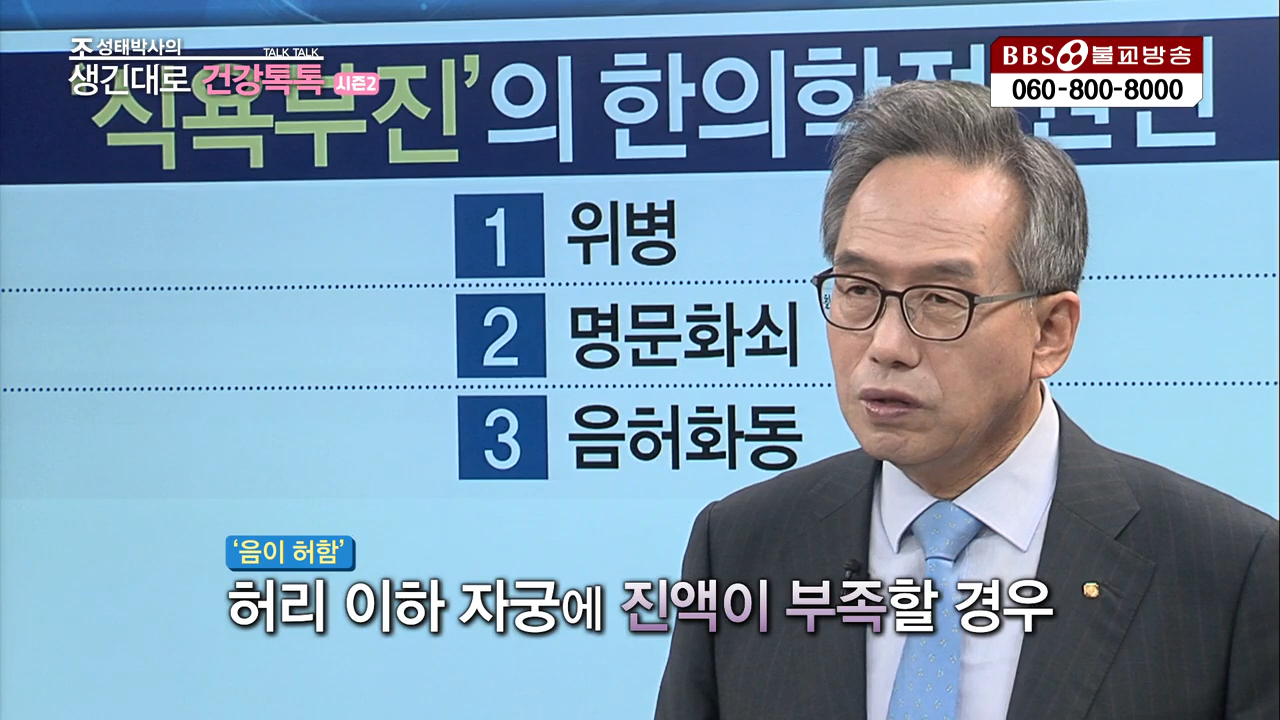 조성태박사의
TALK TALK
생긴대로 건강톡톡 시즌2
BBS 불교방송
060-800-8000
'식욕부진'의 한의학적
1 위병
2 명문화쇠
3 음허화동
'음이 허함'
허리 이하 자궁에 진액이 부족할 경우